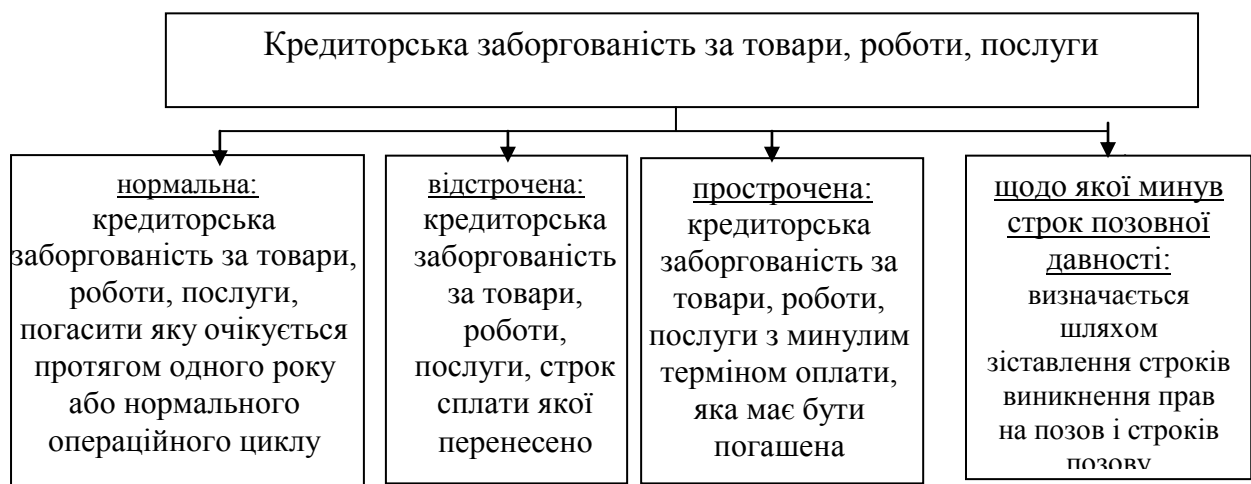 Кредиторська заборгованість за товари, роботи, послуги
нормальна:
кредиторська
заборгованість за товари,
роботи, послуги,
погасити яку очікується
протягом одного року
або нормального
операційного циклу
відстрочена:
кредиторська
заборгованість
за товари,
роботи,
послуги, строк
сплати якої
перенесено
прострочена:
кредиторська
заборгованість за
товари, роботи,
послуги з минулим
терміном оплати,
яка має бути
погашена
щодо якої минув
строк позовної
давності:
визначається
шляхом
зіставлення строків
виникнення прав
на позов і строків
позову